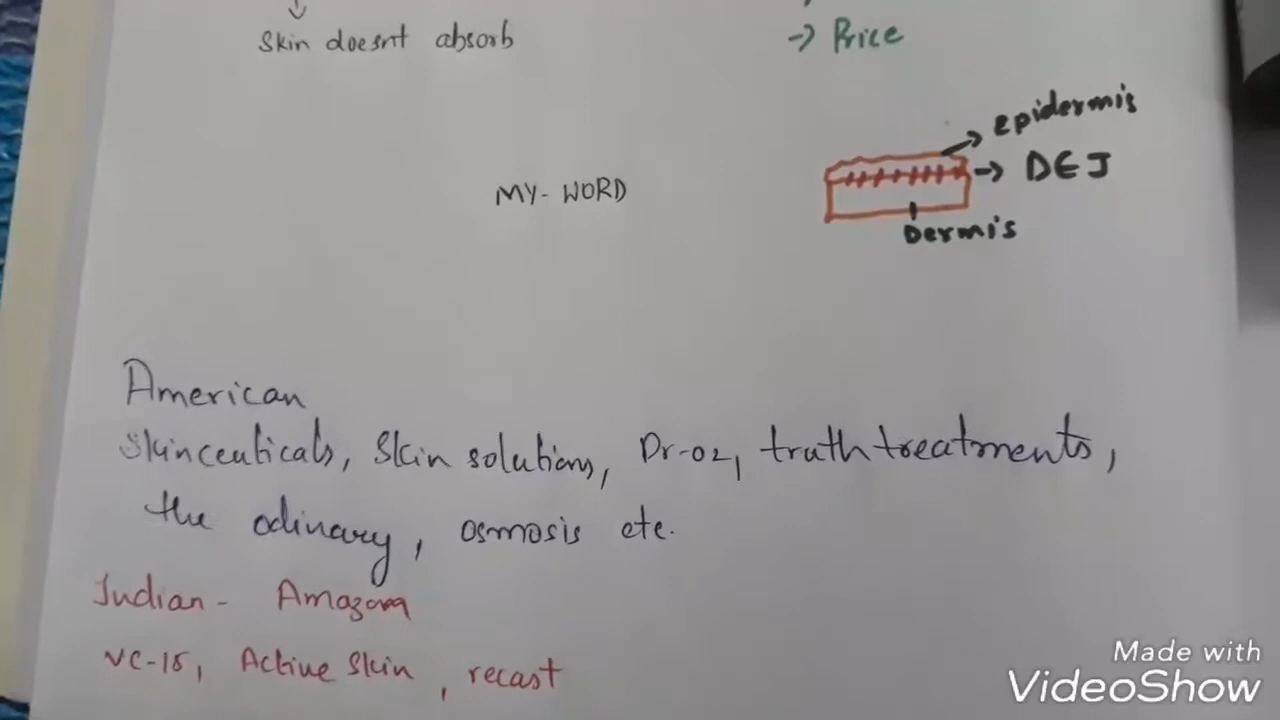 Skin doesnt absorb
-> Price
epidermis
MY-WORD
-> DEJ
Dermis
American
Skinceuticals, Skin solutions, Dr-oz, truth treatments,
the odinary, osmosis etc.
Indian - Amazon
VC-15, Active Skin, recast
Made with
VideoShow